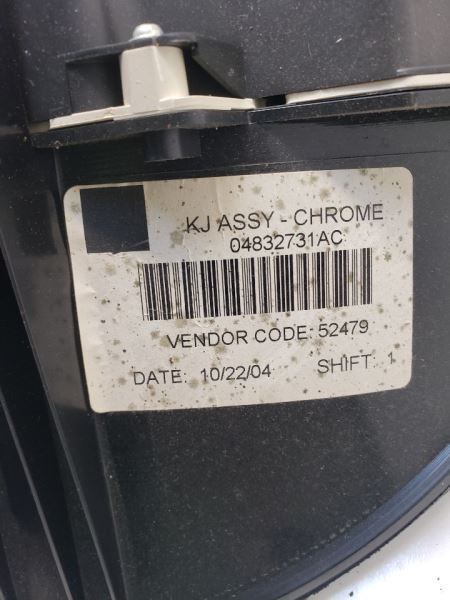 KJ ASSY - CHROME
04832731AC
VENDOR CODE: 52479
DATE: 10/22/04 SHIFT: 1